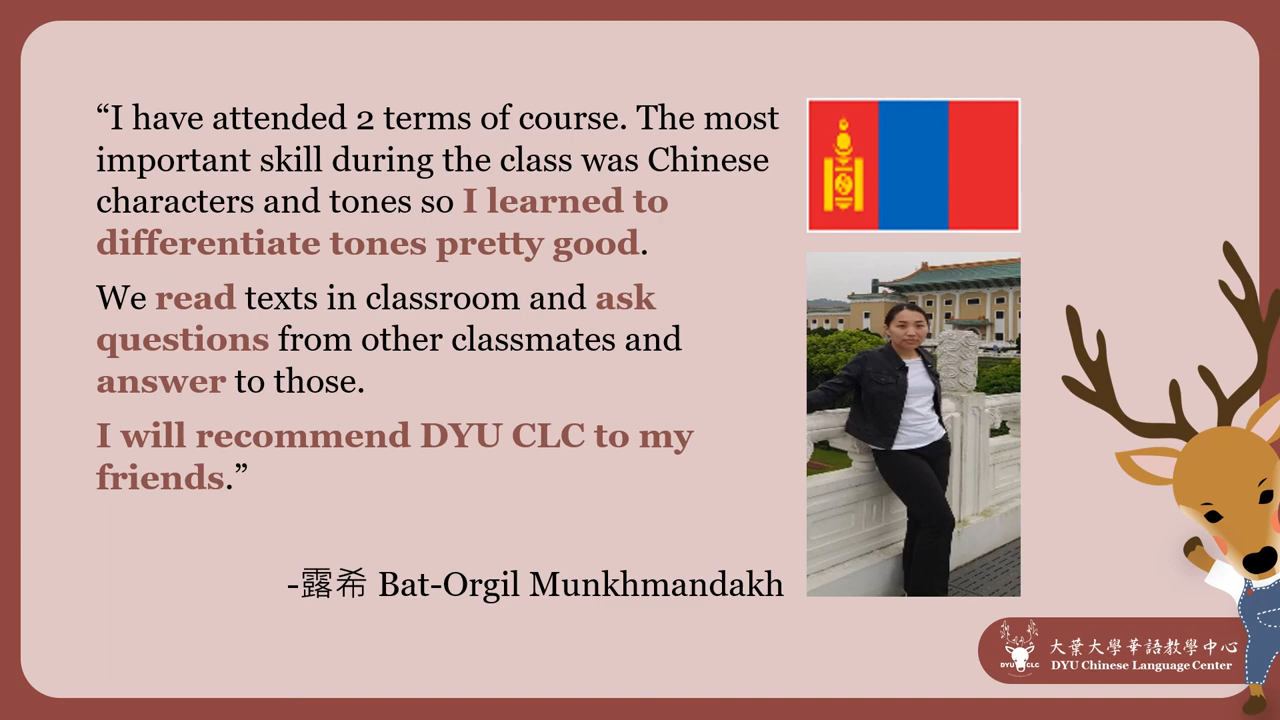 “I have attended 2 terms of course. The most
important skill during the class was Chinese
characters and tones so I learned to
differentiate tones pretty good.
We read texts in classroom and ask
questions from other classmates and
answer to those.
I will recommend DYU CLC to my
friends.”
-露希 Bat-Orgil Munkhmandakh
DYU CLC
大葉大學華語教學中心
DYU Chinese Language Center